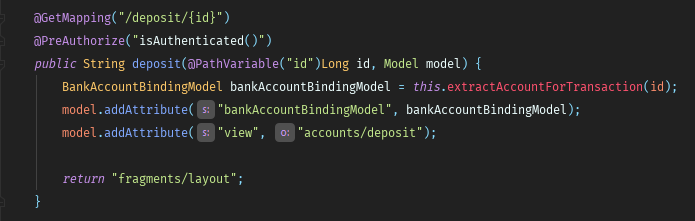 @GetMapping("/deposit/{id}")
@PreAuthorize("isAuthenticated()")
public String deposit(@PathVariable("id")Long id, Model model) {
BankAccountBindingModel bankAccountBindingModel = this.extractAccountForTransaction(id);
model.addAttribute( s: "bankAccountBindingModel", bankAccountBindingModel);
model.addAttribute( s: "view", o: "accounts/deposit");
return "fragments/layout";
}